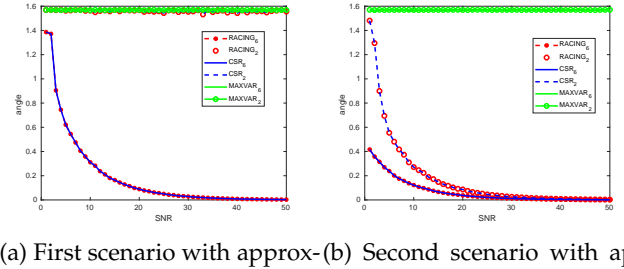 1.6
1.4
1.2
1
0.8
0.6
0.4
0.2
0
angle
0 10 20 30 40 50
SNR
RACING6
RACING2
CSR6
CSR2
MAXVAR6
MAXVAR2
1.6
1.4
1.2
1
0.8
0.6
0.4
0.2
0
angle
0 10 20 30 40 50
SNR
RACING6
RACING2
CSR6
CSR2
MAXVAR6
MAXVAR2
(a) First scenario with approx-
(b) Second scenario with ap